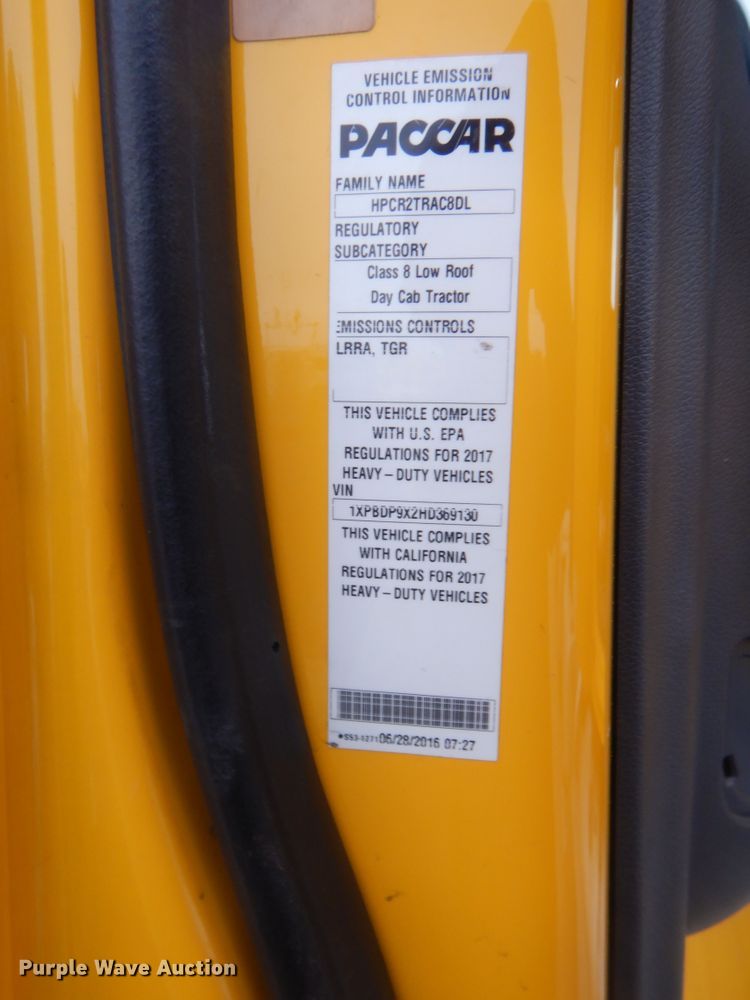 VEHICLE EMISSION
CONTROL INFORMATION
PACCAR
FAMILY NAME
HPCR2TRAC8DL
REGULATORY
SUBCATEGORY
Class 8 Low Roof
Day Cab Tractor
EMISSIONS CONTROLS
LRRA, TGR
THIS VEHICLE COMPLIES
WITH U.S. EPA
REGULATIONS FOR 2017
HEAVY-DUTY VEHICLES
VIN
1XPBDP9X2HD369130
THIS VEHICLE COMPLIES
WITH CALIFORNIA
REGULATIONS FOR 2017
HEAVY-DUTY VEHICLES
06/28/2016 07:27
Purple Wave Auction